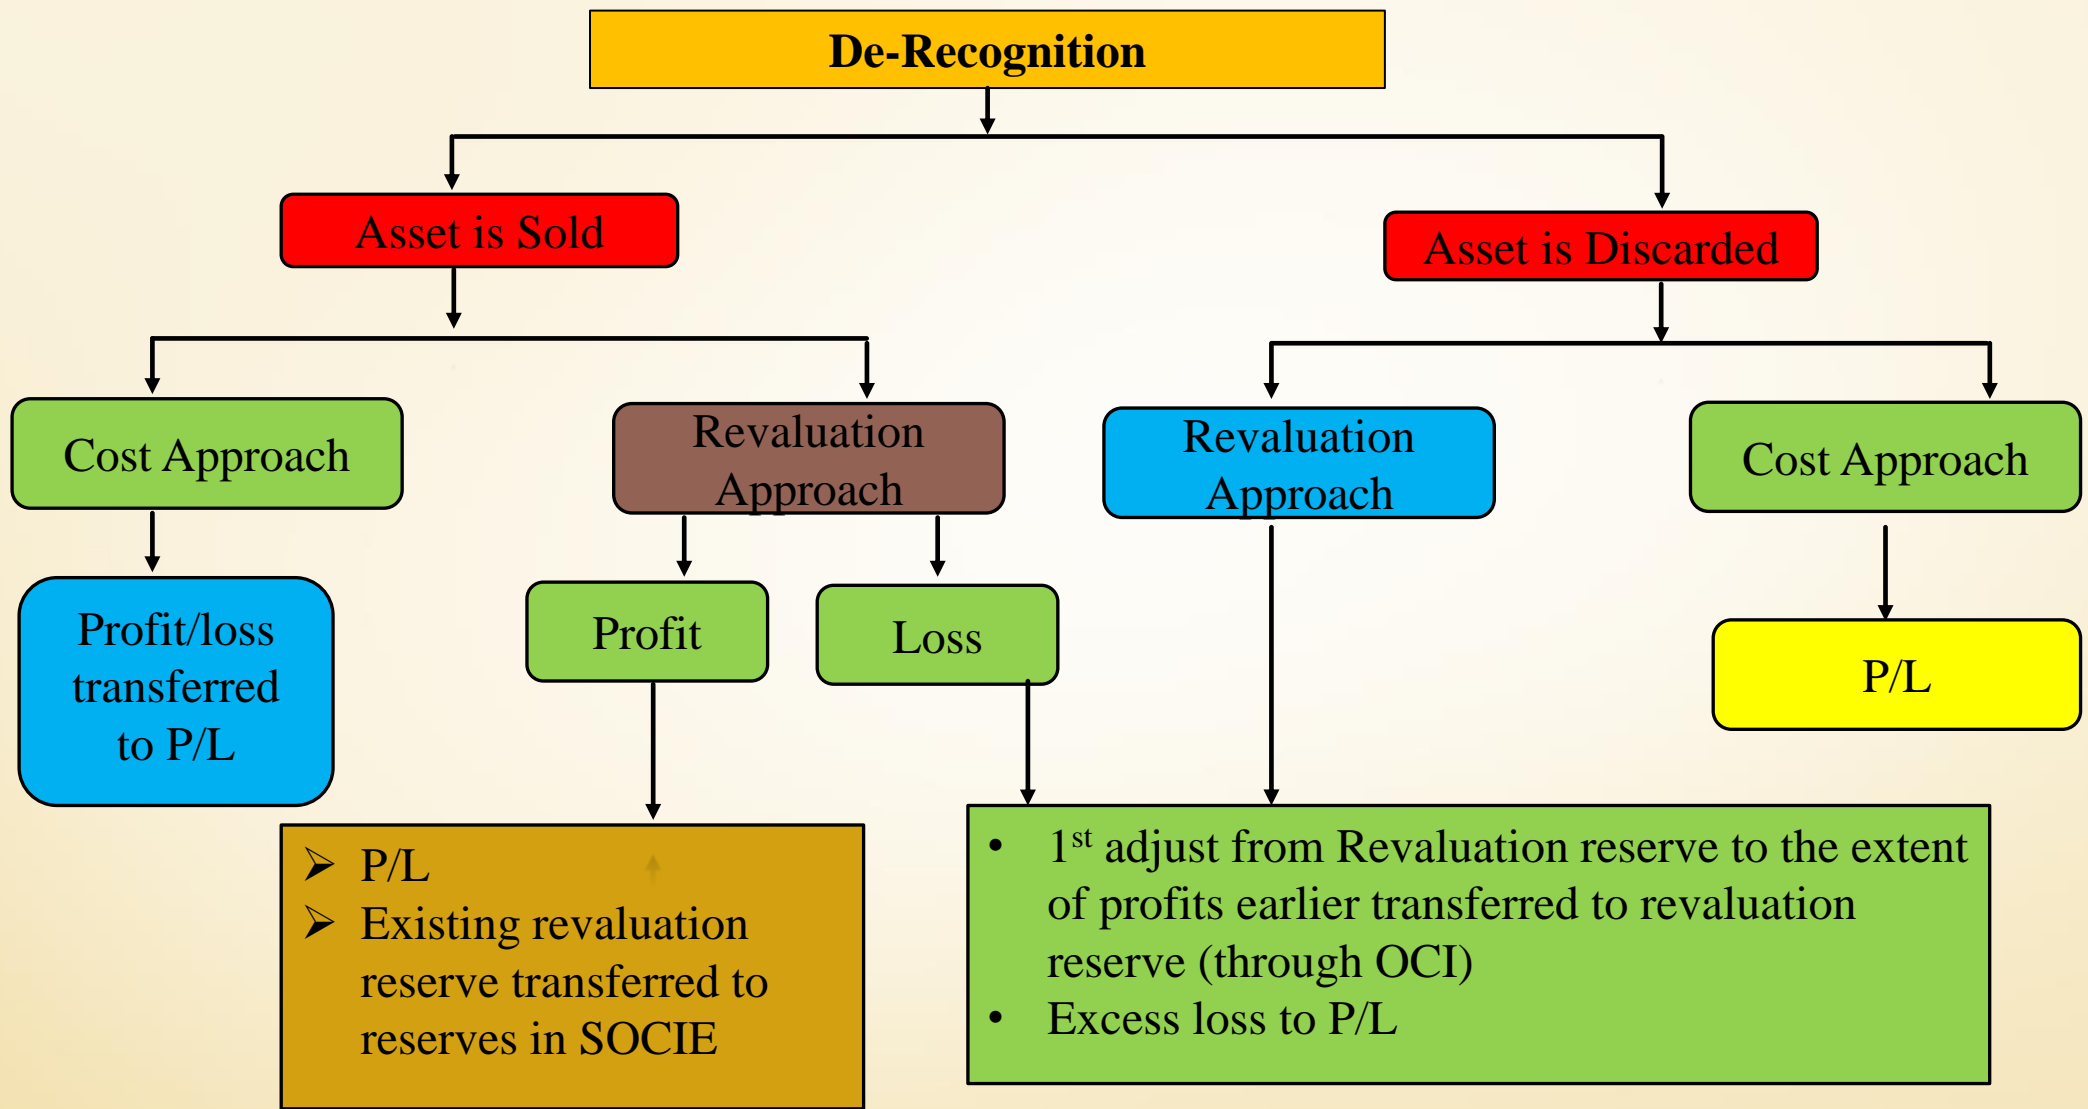 De-Recognition
Asset is Sold
Asset is Discarded
Cost Approach
Revaluation
Approach
Revaluation
Approach
Cost Approach
Profit/loss
transferred
to P/L
Profit
Loss
P/L
➢ P/L
➢ Existing revaluation
reserve transferred to
reserves in SOCIE
• 1st adjust from Revaluation reserve to the extent
of profits earlier transferred to revaluation
reserve (through OCI)
• Excess loss to P/L